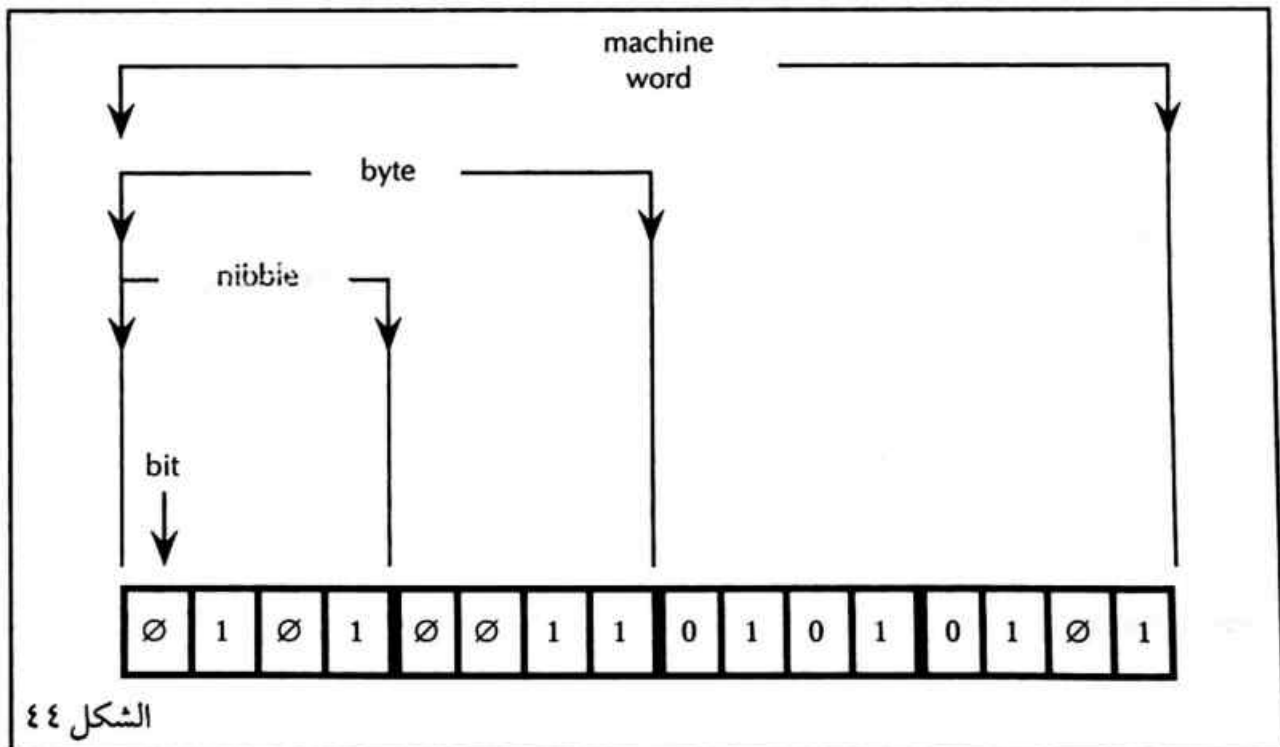 machine
word
byte
nibble
bit
Ø 1 Ø 1 Ø Ø 1 1 0 1 0 1 0 1 Ø 1
الشكل ٤٤